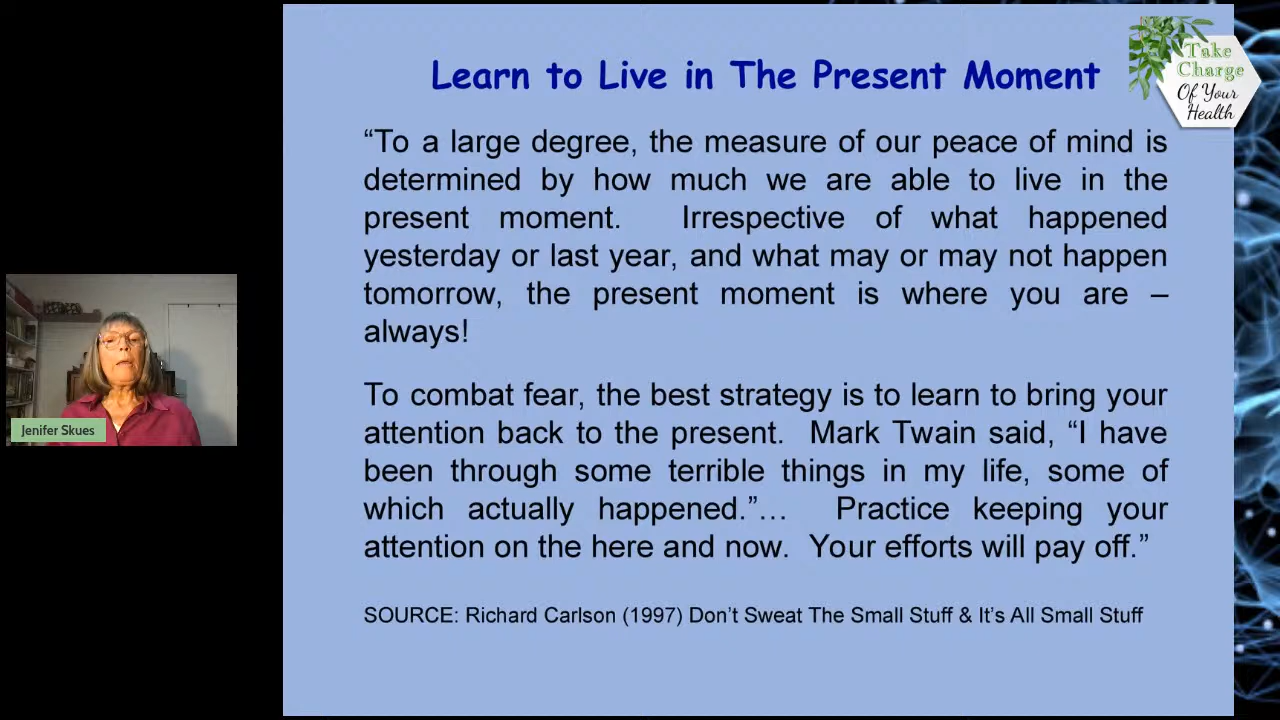 Learn to Live in The Present Moment
Take
Charge
Of Your
Health
“To a large degree, the measure of our peace of mind is
determined by how much we are able to live in the
present moment. Irrespective of what happened
yesterday or last year, and what may or may not happen
tomorrow, the present moment is where you are –
always!
To combat fear, the best strategy is to learn to bring your
attention back to the present. Mark Twain said, “I have
been through some terrible things in my life, some of
which actually happened.”… Practice keeping your
attention on the here and now. Your efforts will pay off.”
SOURCE: Richard Carlson (1997) Don’t Sweat The Small Stuff & It’s All Small Stuff
Jenifer Skues